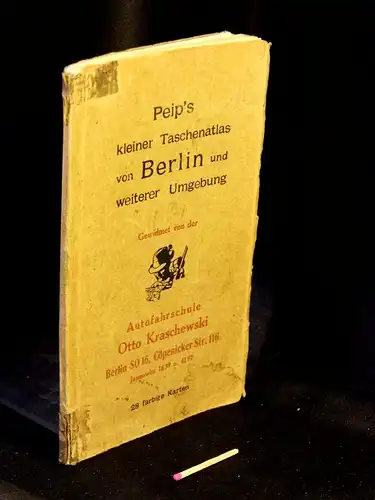 Peip's
kleiner Taschenatlas
von Berlin und
weiterer Umgebung
Gewidmet von der
Autofahrschule
Otto Kraschewski
Berlin SO 16, Cöpenicker Str. 116
28 farbige Karten